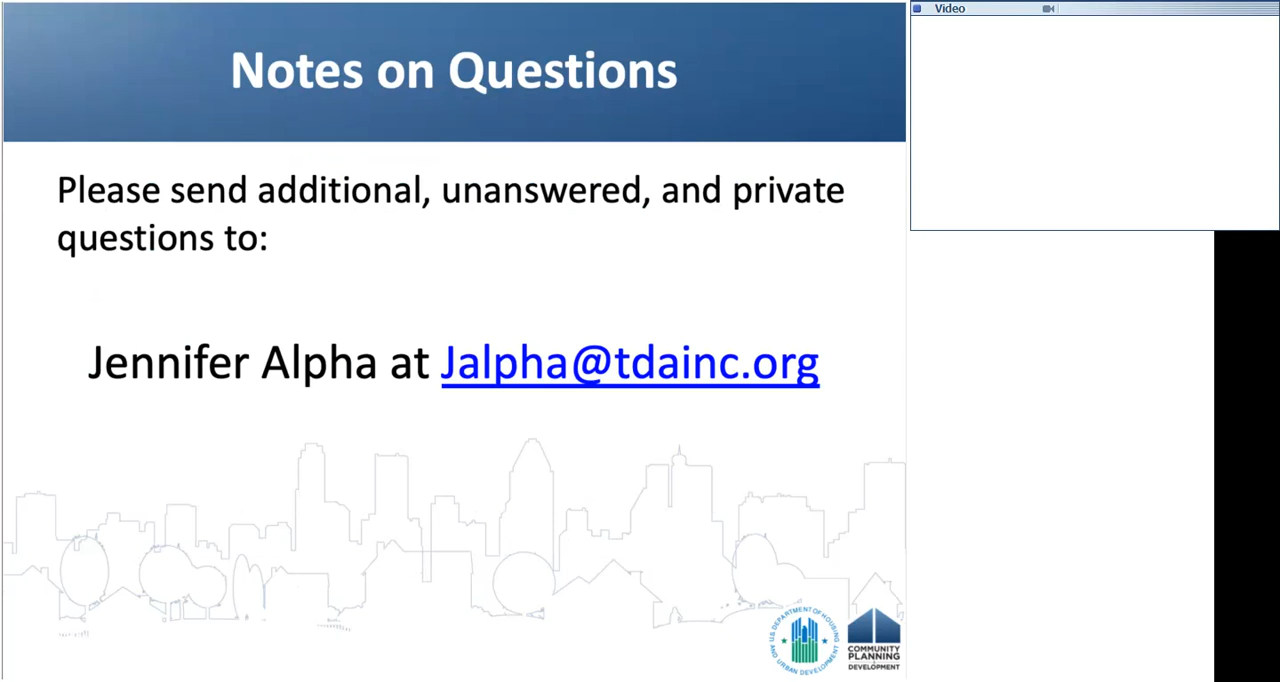 Notes on Questions
Video
Please send additional, unanswered, and private
questions to:
Jennifer Alpha at Jalpha@tdainc.org
U.S. DEPARTMENT OF HOUSING
AND URBAN DEVELOPMENT
COMMUNITY
PLANNING
DEVELOPMENT